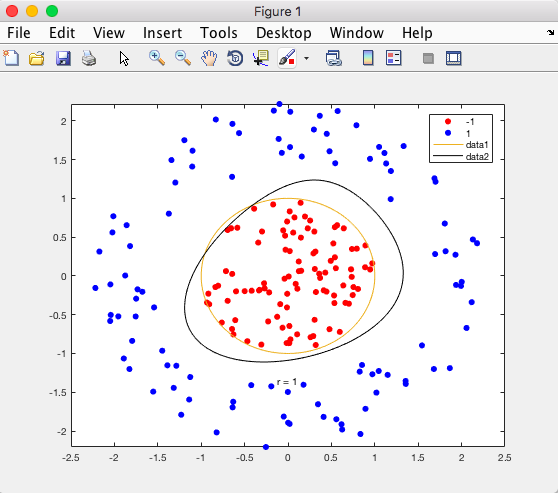 Figure 1
File Edit View Insert Tools Desktop Window Help
2
1.5
1
0.5
0
-0.5
-1
-1.5
-2
-2.5 -2 -1.5 -1 -0.5 0 0.5 1 1.5 2 2.5
-1
1
data1
data2
r = 1